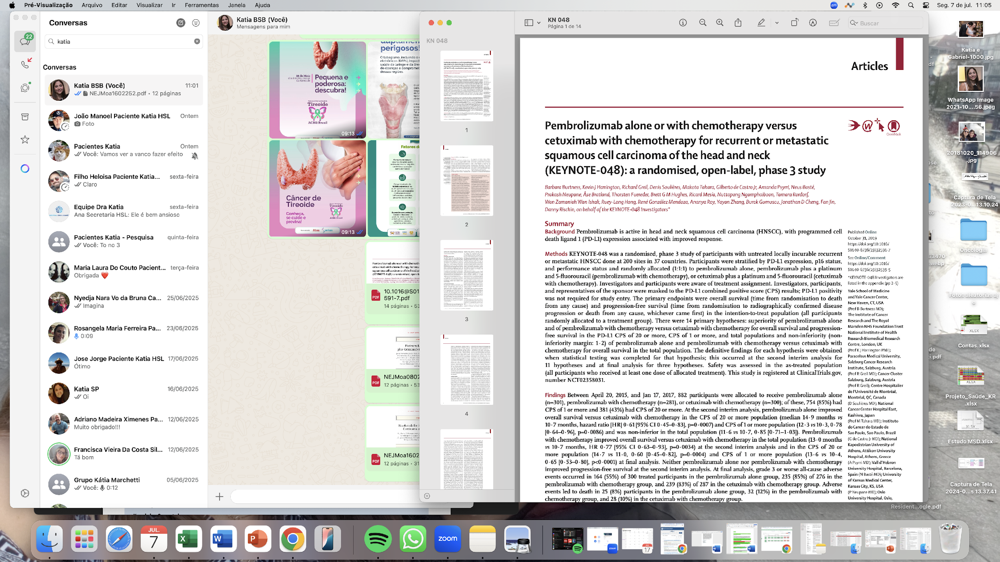 Pré-Visualização Arquivo Editar Visualizar Ir Ferramentas Janela Ajuda
zm Seg. 7 de jul. 11:05
22
Conversas
katia
Conversas
Katia BSB (Você) 11:01
NEJMoa1602252.pdf • 12 páginas
João Manoel Paciente Katia HSL Ontem
Foto
Pacientes Katia Ontem
Você: Vamos ver a vanco fazer efeito
Filho Heloisa Paciente Katia... sexta-feira
Claro
Equipe Dra Katia sexta-feira
Ana Secretaria HSL: Ele é bem ansioso
Pacientes Katia - Pesquisa quinta-feira
Você: To no 3
Maria Laura Do Couto Pacient... terça-feira
Obrigada ❤️
Nyedja Nara Vo da Bruna Ca... 25/06/2025
Imagina
Rosangela Maria Ferreira Pa... 23/06/2025
0:09
Jose Jorge Paciente Katia HSL 17/06/2025
Ótimo
Katia SP 16/06/2025
Oi
Adriano Madeira Ximenes Pa... 12/06/2025
Muito obrigado!!!
Francisca Vieira Da Costa Sil... 12/06/2025
Tá bom
Grupo Kátia Marchetti 05/06/2025
Você: 0:12
Katia BSB (Você)
Mensagens para mim
25 de Maio
dia internacional
da tireoide
Pequena e
poderosa:
descubra!
Tireoide
ACBG Brasil
09:13
perigosos!
O tabagismo, incluindo o
eletrônicos (DEFs), impact
saúde da laringe e da tire
de doenças e compromet
dessas regiões.
Câncer de
Tireoide
Conheça,
se cuide e
previna!
Tireoide
ACBG Brasil
09:13
Fatores d
Pembrolizumab alone or with chemoth
cetuximab with chemotherapy for recu
squamous cell carcinoma of the head an
(KEYNOTE-048): a randomised, open-label
PDF
10.1016@S01
591-7.pdf
14 páginas • 53
Platinum-B
plus Cetuximab i
PDF
NEJMoa0802
12 páginas • 53
Nivolumab for
Carcinoma o
PDF
NEJMoa1602
12 páginas • 31
KN 048
1
2
3
4
KN 048
Página 1 de 14
Buscar
Articles
Pembrolizumab alone or with chemotherapy versus
cetuximab with chemotherapy for recurrent or metastatic
squamous cell carcinoma of the head and neck
(KEYNOTE-048): a randomised, open-label, phase 3 study
CrossMark
Barbara Burtness, Kevin J Harrington, Richard Greil, Denis Soulières, Makoto Tahara, Gilberto de Castro Jr, Amanda Psyrri, Neus Basté,
Prakash Neupane, Åse Bratland, Thorsten Fuereder, Brett G M Hughes, Ricard Mesía, Nuttapong Ngamphaiboon, Tamara Rordorf,
Wan Zamaniah Wan Ishak, Ruey-Long Hong, René González Mendoza, Ananya Roy, Yayan Zhang, Burak Gumuscu, Jonathan D Cheng, Fan Jin,
Danny Rischin, on behalf of the KEYNOTE-048 Investigators*
Summary
Background Pembrolizumab is active in head and neck squamous cell carcinoma (HNSCC), with programmed cell
death ligand 1 (PD-L1) expression associated with improved response.
Methods KEYNOTE-048 was a randomised, phase 3 study of participants with untreated locally incurable recurrent
or metastatic HNSCC done at 200 sites in 37 countries. Participants were stratified by PD-L1 expression, p16 status,
and performance status and randomly allocated (1:1:1) to pembrolizumab alone, pembrolizumab plus a platinum
and 5-fluorouracil (pembrolizumab with chemotherapy), or cetuximab plus a platinum and 5-fluorouracil (cetuximab
with chemotherapy). Investigators and participants were aware of treatment assignment. Investigators, participants,
and representatives of the sponsor were masked to the PD-L1 combined positive score (CPS) results; PD-L1 positivity
was not required for study entry. The primary endpoints were overall survival (time from randomisation to death
from any cause) and progression-free survival (time from randomisation to radiographically confirmed disease
progression or death from any cause, whichever came first) in the intention-to-treat population (all participants
randomly allocated to a treatment group). There were 14 primary hypotheses: superiority of pembrolizumab alone
and of pembrolizumab with chemotherapy versus cetuximab with chemotherapy for overall survival and progression-
free survival in the PD-L1 CPS of 20 or more, CPS of 1 or more, and total populations and non-inferiority (non-
inferiority margin: 1·2) of pembrolizumab alone and pembrolizumab with chemotherapy versus cetuximab with
chemotherapy for overall survival in the total population. The definitive findings for each hypothesis were obtained
when statistical testing was completed for that hypothesis; this occurred at the second interim analysis for
11 hypotheses and at final analysis for three hypotheses. Safety was assessed in the as-treated population
(all participants who received at least one dose of allocated treatment). This study is registered at ClinicalTrials.gov,
number NCT02358031.
Findings Between April 20, 2015, and Jan 17, 2017, 882 participants were allocated to receive pembrolizumab alone
(n=301), pembrolizumab with chemotherapy (n=281), or cetuximab with chemotherapy (n=300); of these, 754 (85%) had
CPS of 1 or more and 381 (43%) had CPS of 20 or more. At the second interim analysis, pembrolizumab alone improved
overall survival versus cetuximab with chemotherapy in the CPS of 20 or more population (median 14·9 months vs
10·7 months, hazard ratio [HR] 0·61 [95% CI 0·45–0·83], p=0·0007) and CPS of 1 or more population (12·3 vs 10·3, 0·78
[0·64–0·96], p=0·0086) and was non-inferior in the total population (11·6 vs 10·7, 0·85 [0·71–1·03]). Pembrolizumab
with chemotherapy improved overall survival versus cetuximab with chemotherapy in the total population (13·0 months
vs 10·7 months, HR 0·77 [95% CI 0·63–0·93], p=0·0034) at the second interim analysis and in the CPS of 20 or
more population (14·7 vs 11·0, 0·60 [0·45–0·82], p=0·0004) and CPS of 1 or more population (13·6 vs 10·4,
0·65 [0·53–0·80], p<0·0001) at final analysis. Neither pembrolizumab alone nor pembrolizumab with chemotherapy
improved progression-free survival at the second interim analysis. At final analysis, grade 3 or worse all-cause adverse
events occurred in 164 (55%) of 300 treated participants in the pembrolizumab alone group, 235 (85%) of 276 in the
pembrolizumab with chemotherapy group, and 239 (83%) of 287 in the cetuximab with chemotherapy group. Adverse
events led to death in 25 (8%) participants in the pembrolizumab alone group, 32 (12%) in the pembrolizumab with
chemotherapy group, and 28 (10%) in the cetuximab with chemotherapy group.
Published Online
October 31, 2019
https://doi.org/10.1016/
S0140-6736(19)32591-7
See Online/Comment
https://doi.org/10.1016/
S0140-6736(19)32539-5
*KEYNOTE-048 Investigators are
listed in the appendix (pp 2–5)
Yale School of Medicine
and Yale Cancer Center,
New Haven, CT, USA
(Prof B Burtness MD);
The Institute of Cancer
Research and The Royal
Marsden NHS Foundation Trust
National Institute of Health
Research Biomedical Research
Centre, London, UK
(Prof K J Harrington PhD);
Paracelsus Medical University,
Salzburg Cancer Research
Institute, Salzburg, Austria
(Prof R Greil MD); Cancer Cluster
Salzburg, Salzburg, Austria
(Prof R Greil); Centre Hospitalier
de l'Université de Montréal,
Montréal, QC, Canada
(D Soulières MD); National
Cancer Center Hospital East,
Kashiwa, Japan
(Prof M Tahara MD); Instituto
do Cancer do Estado de
Sao Paulo, Sao Paulo, Brazil
(G de Castro Jr MD); National
Kapodistrian University of
Athens, Attikon University
Hospital, Athens, Greece
(A Psyrri MD); Vall d'Hebron
University Hospital, Barcelona,
Spain (N Basté MD); University
of Kansas Medical Center,
Kansas City, KS, USA
(P Neupane MD); Oslo
University Hospital, Oslo,
Katia e
Gabriel-1000.jpg
WhatsApp Image
2021-10....56.jpeg
20181020_114906
.jpg
Captura de Tela
2023-0...13.10.24
Oncologia
63470
.webp
Fotos aleatorias a/
e
XLSX
Contas.xlsx
XLSX
Projeto_Saúde_KR
.xlsx
XLSX
Estudo MSD.xlsx
Captura de Tela
2024-0...s 13.37.41
Resident...ogle.pdf
JUL.
7
X
W
P
zoom
zoom
17